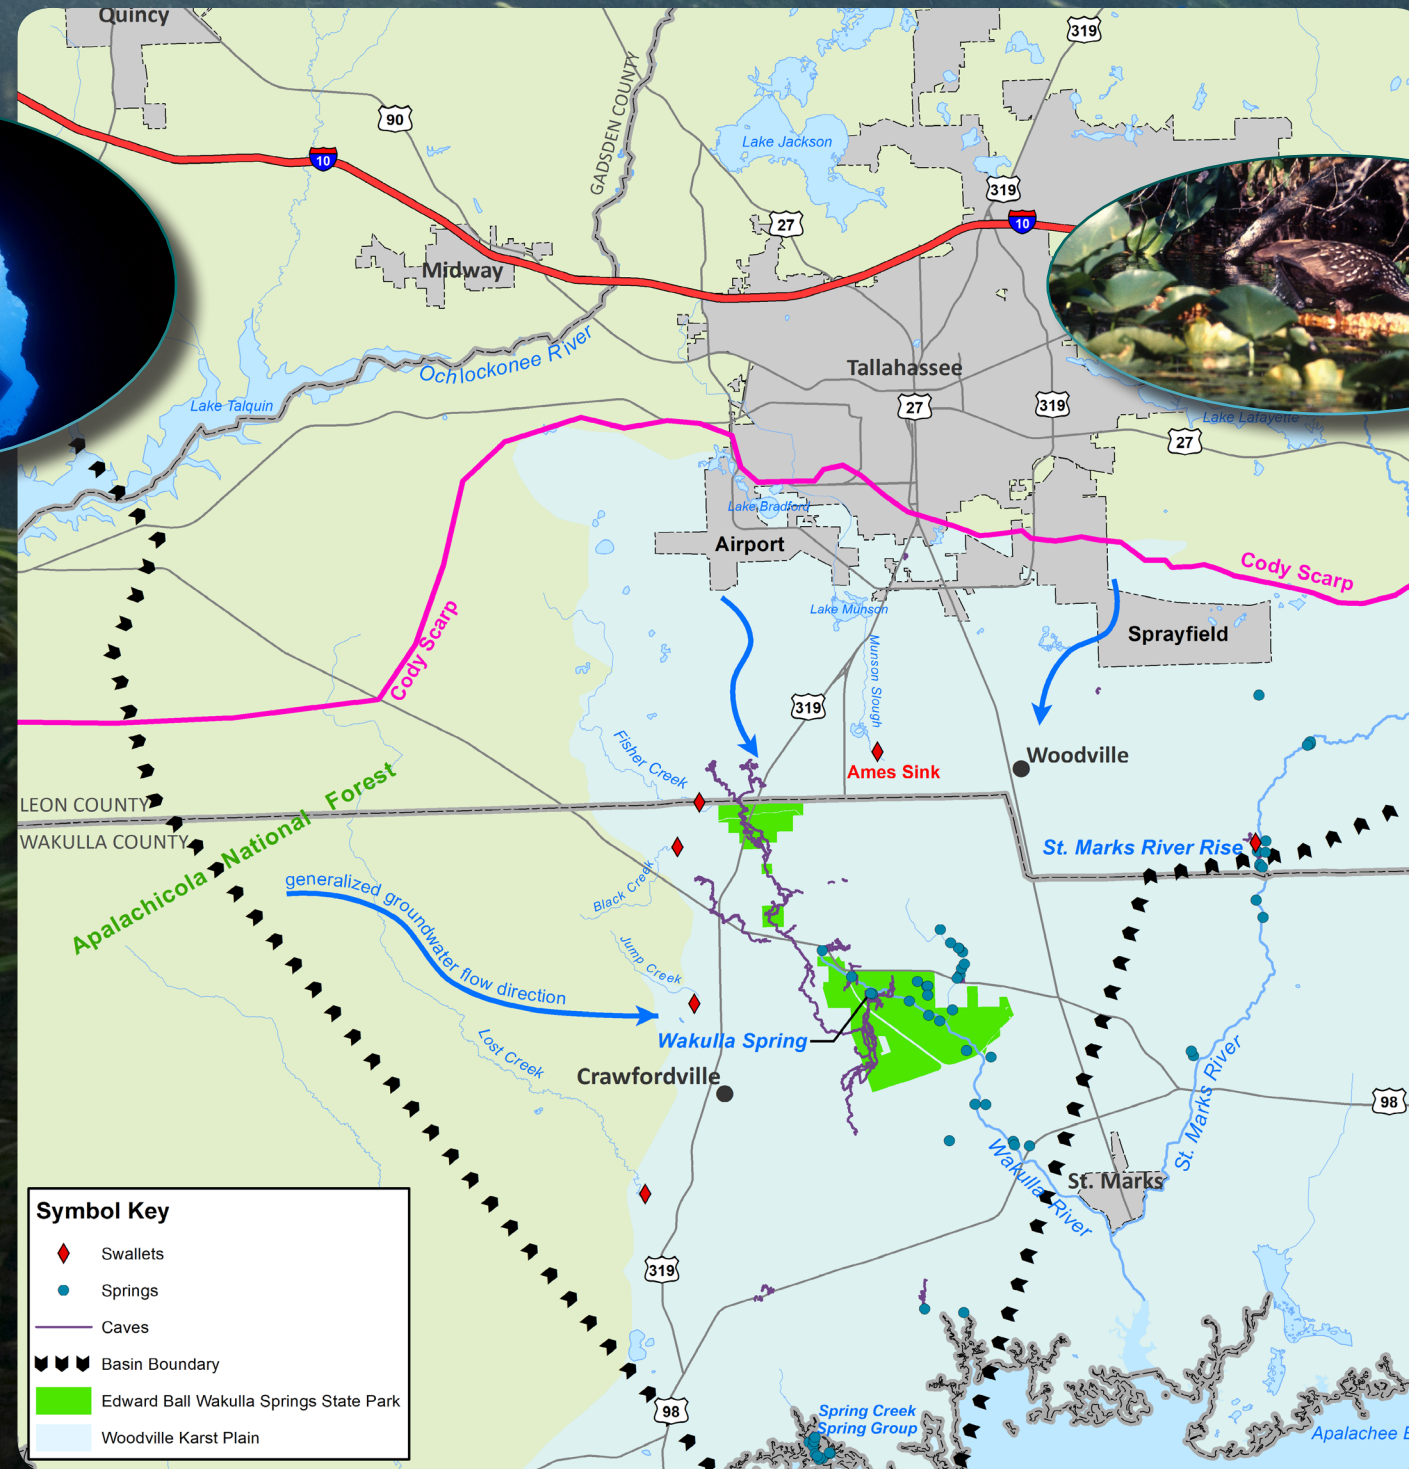 Quincy
319
90
GADSDEN COUNTY
Lake Jackson
10
319
27
10
Midway
Ochlockonee River
Tallahassee
Lake Talquin
27
319
Lake Lafayette
27
Lake Bradford
Airport
Cody Scarp
Lake Munson
Cody Scarp
Sprayfield
Munson Slough
319
Fisher Creek
Woodville
Ames Sink
LEON COUNTY
WAKULLA COUNTY
Apalachicola National Forest
St. Marks River Rise
generalized groundwater flow direction
Black Creek
Jump Creek
Lost Creek
Wakulla Spring
Crawfordville
98
St. Marks River
Wakulla River
St. Marks
319
98
Spring Creek
Spring Group
Apalachee B
Symbol Key
Swallets
Springs
Caves
Basin Boundary
Edward Ball Wakulla Springs State Park
Woodville Karst Plain